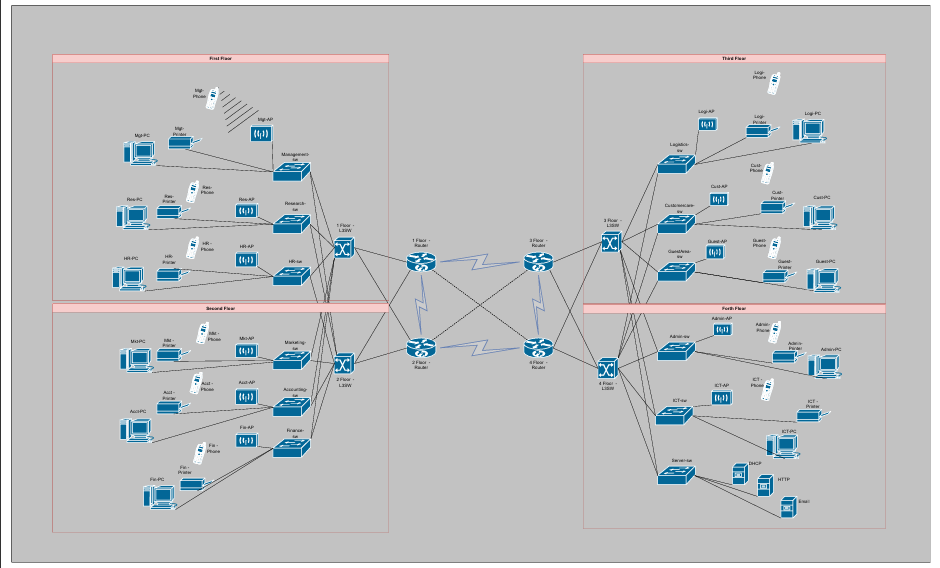 First Floor
Mgt-
Phone
Mgt-AP
Mgt-PC
Mgt-
Printer
Management-
sw
Res-
Phone
Res-PC
Res-
Printer
Res-AP
Research-
sw
HR -
Phone
HR-PC
HR-
Printer
HR-AP
HR-sw
1 Floor -
L3SW
Second Floor
Mkt -
Phone
Mkt-PC
Mkt -
Printer
Mkt-AP
Marketing-
sw
Acct -
Phone
Acct-PC
Acct -
Printer
Acct-AP
Accounting-
sw
Fin -
Phone
Fin-PC
Fin -
Printer
Fin-AP
Finance-
sw
2 Floor -
L3SW
1 Floor -
Router
3 Floor -
Router
2 Floor -
Router
4 Floor -
Router
Third Floor
Logi-
Phone
Logi-AP
Logi-
Printer
Logi-PC
Logistics-
sw
Cust-
Phone
Cust-AP
Cust-
Printer
Cust-PC
Customercare-
sw
Guest-
Phone
Guest-AP
Guest-
Printer
Guest-PC
GuestArea-
sw
3 Floor -
L3SW
Forth Floor
Admin-AP
Admin-
Phone
Admin-
Printer
Admin-PC
Admin-sw
4 Floor -
L3SW
ICT-AP
ICT -
Phone
ICT -
Printer
ICT-PC
ICT-sw
Server-sw
DHCP
HTTP
Email